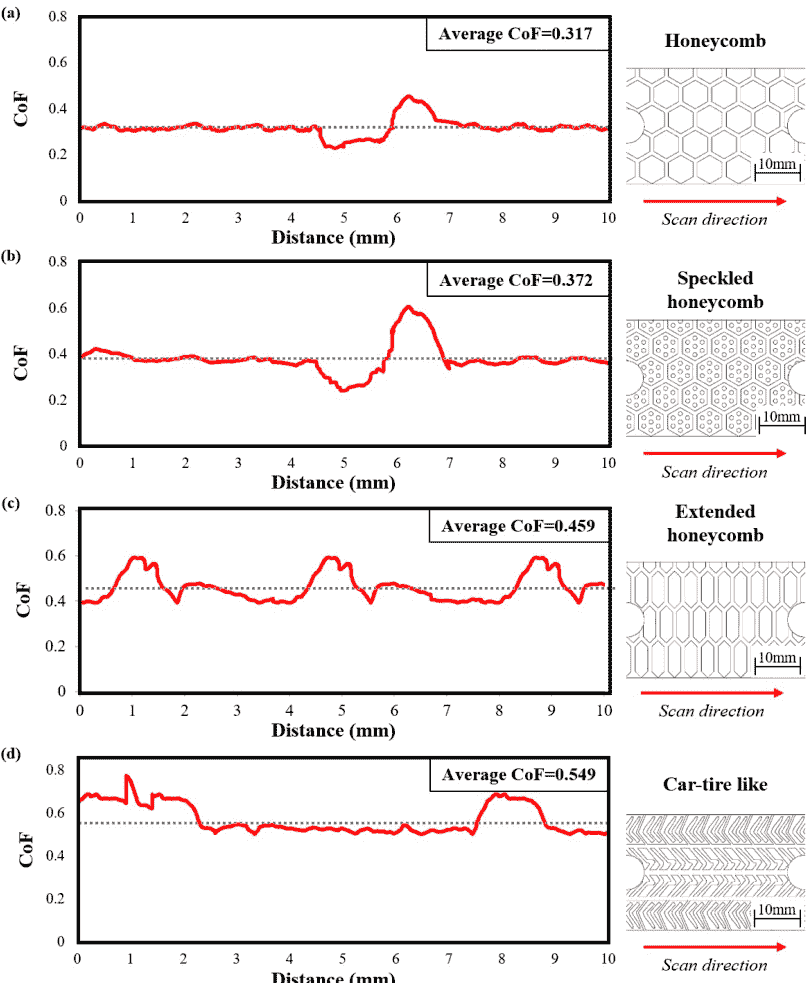 (a)
0.8
0.6
0.4
0.2
0
CoF
Average CoF=0.317
0 1 2 3 4 5 6 7 8 9 10
Distance (mm)
Honeycomb
10mm
Scan direction
(b)
0.8
0.6
0.4
0.2
0
CoF
Average CoF=0.372
0 1 2 3 4 5 6 7 8 9 10
Distance (mm)
Speckled
honeycomb
10mm
Scan direction
(c)
0.8
0.6
0.4
0.2
0
CoF
Average CoF=0.459
0 1 2 3 4 5 6 7 8 9 10
Distance (mm)
Extended
honeycomb
10mm
Scan direction
(d)
0.8
0.6
0.4
0.2
0
CoF
Average CoF=0.549
0 1 2 3 4 5 6 7 8 9 10
Distance (mm)
Car-tire like
10mm
Scan direction